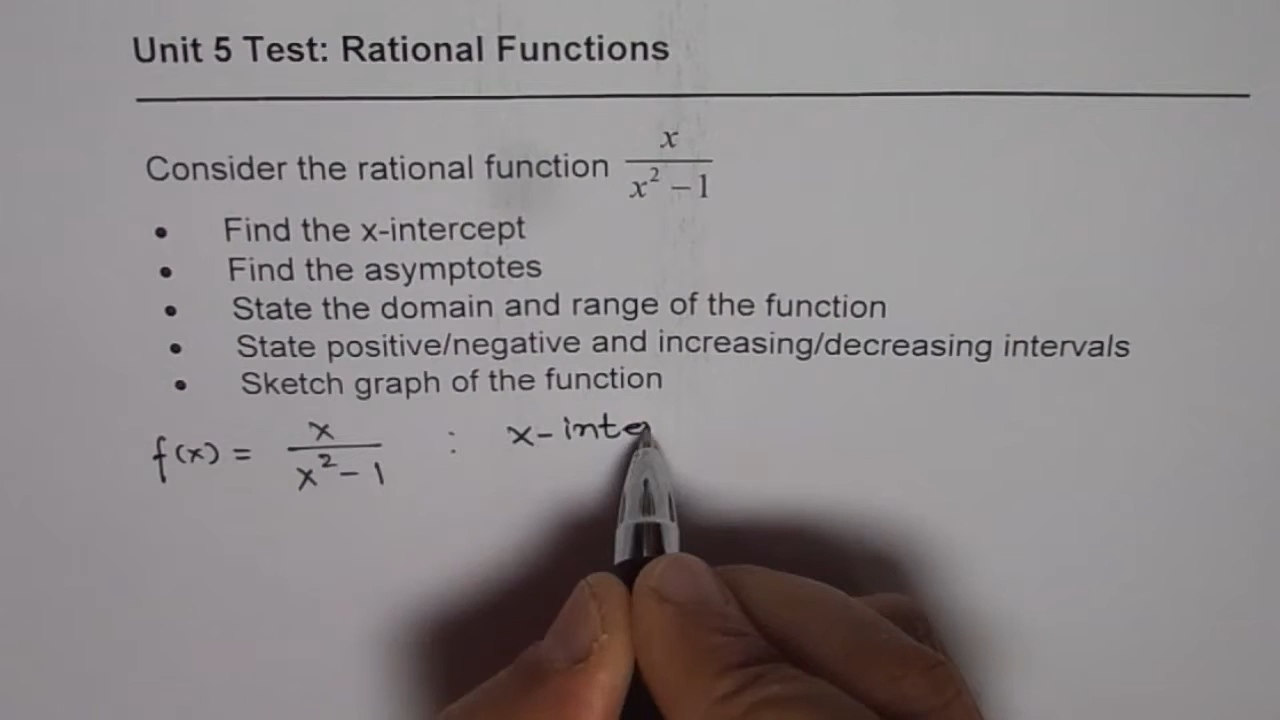 Unit 5 Test: Rational Functions
Consider the rational function x / (x² – 1)
• Find the x-intercept
• Find the asymptotes
• State the domain and range of the function
• State positive/negative and increasing/decreasing intervals
• Sketch graph of the function
f(x) = x / (x² – 1) : x- inte